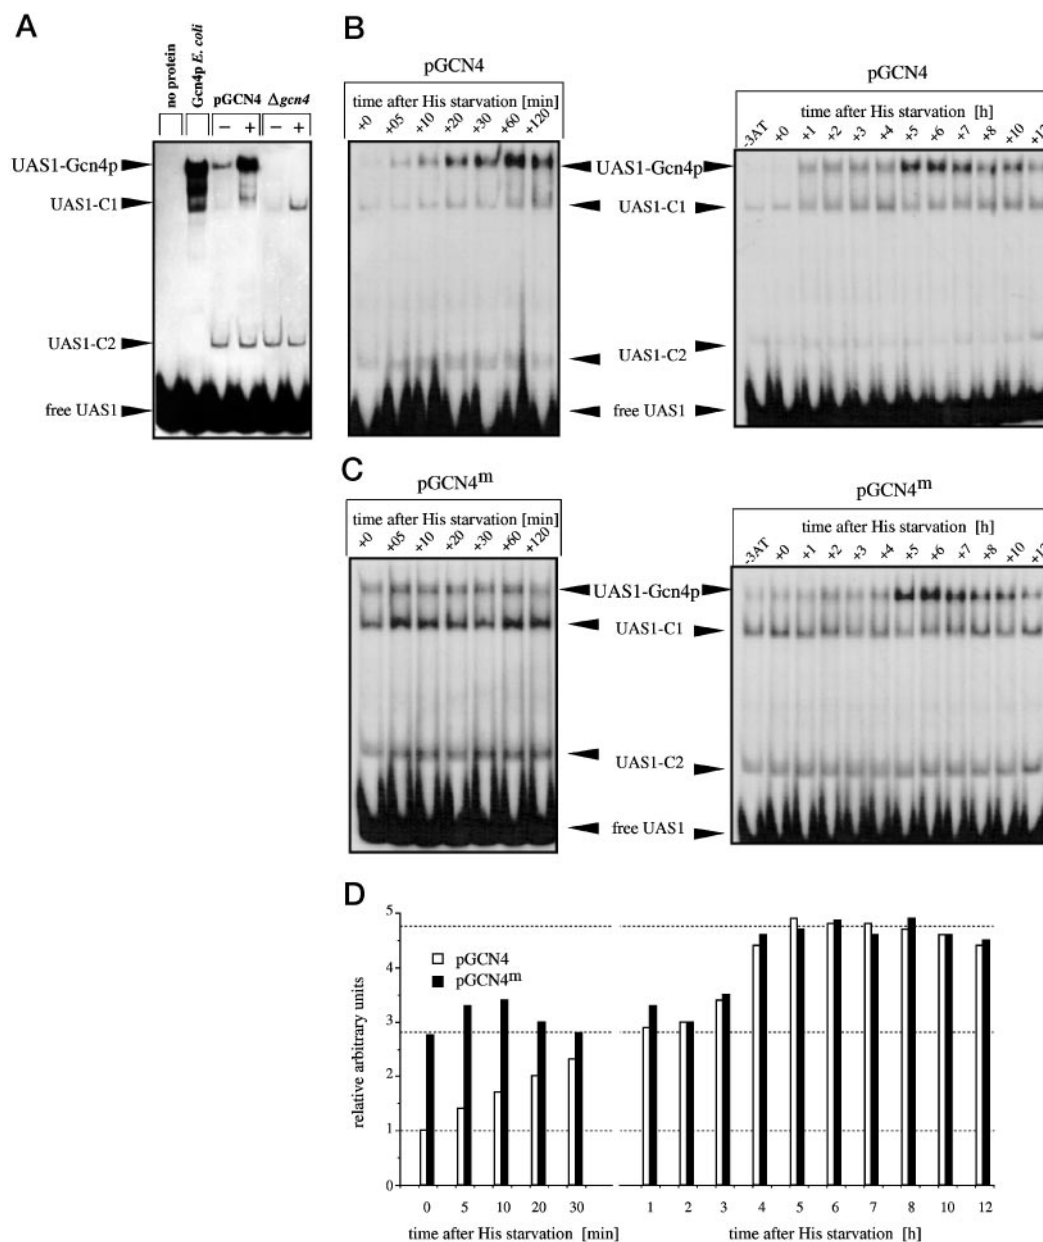 A
no protein
Gcn4p E. coli
pGCN4
Δgcn4
− + − +
UAS1-Gcn4p
UAS1-C1
UAS1-C2
free UAS1
B
pGCN4
time after His starvation [min]
+0 +05 +10 +20 +30 +60 +120
pGCN4
time after His starvation [h]
-3AT +0 +1 +2 +3 +4 +5 +6 +7 +8 +10 +12
UAS1-Gcn4p
UAS1-C1
UAS1-C2
free UAS1
C
pGCN4m
time after His starvation [min]
+0 +05 +10 +20 +30 +60 +120
pGCN4m
time after His starvation [h]
-3AT +0 +1 +2 +3 +4 +5 +6 +7 +8 +10 +12
UAS1-Gcn4p
UAS1-C1
UAS1-C2
free UAS1
D
relative arbitrary units
5
4
3
2
1
0
pGCN4
pGCN4m
0 5 10 20 30
time after His starvation [min]
1 2 3 4 5 6 7 8 10 12
time after His starvation [h]